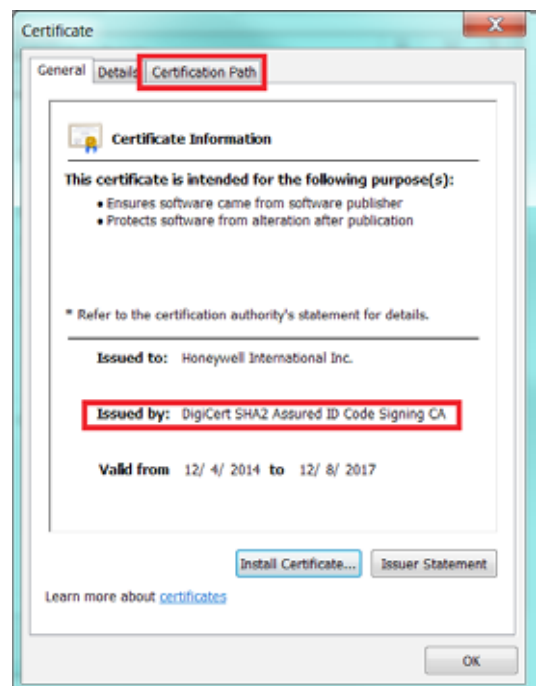 Certificate
General Details Certification Path
Certificate Information
This certificate is intended for the following purpose(s):
• Ensures software came from software publisher
• Protects software from alteration after publication
* Refer to the certification authority's statement for details.
Issued to: Honeywell International Inc.
Issued by: DigiCert SHA2 Assured ID Code Signing CA
Valid from 12/ 4/ 2014 to 12/ 8/ 2017
Install Certificate... Issuer Statement
Learn more about certificates
OK